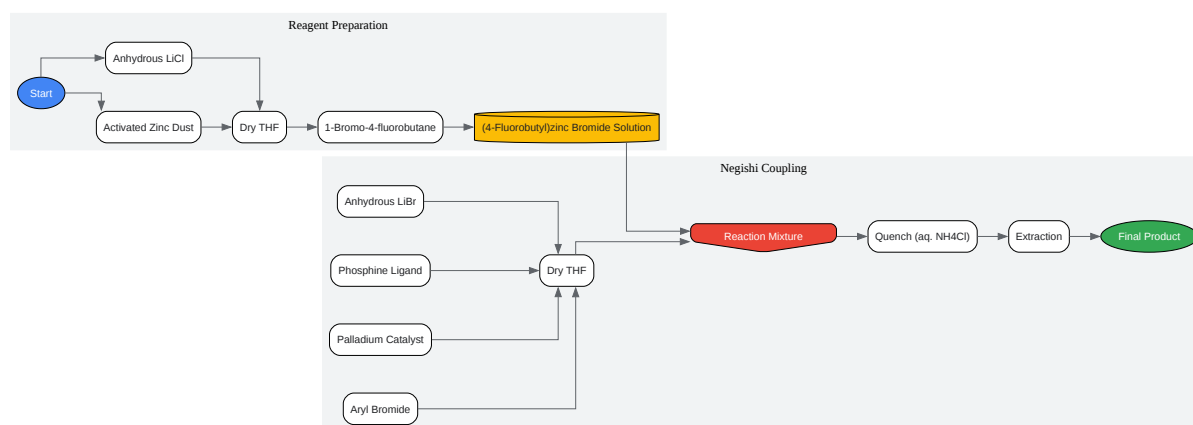 Reagent Preparation
Anhydrous LiCl
Start
Activated Zinc Dust
Dry THF
1-Bromo-4-fluorobutane
(4-Fluorobutyl)zinc Bromide Solution
Negishi Coupling
Anhydrous LiBr
Phosphine Ligand
Palladium Catalyst
Aryl Bromide
Dry THF
Reaction Mixture
Quench (aq. NH4Cl)
Extraction
Final Product